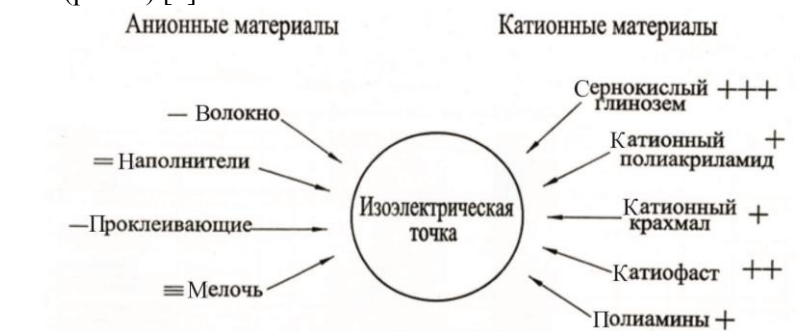 Анионные материалы
Катионные материалы
— Волокно
= Наполнители
—Проклеивающие
≡ Мелочь
Изоэлектрическая
точка
Сернокислый +++
глинозем
Катионный +
полиакриламид
Катионный +
крахмал
Катиофаст ++
Полиамины +